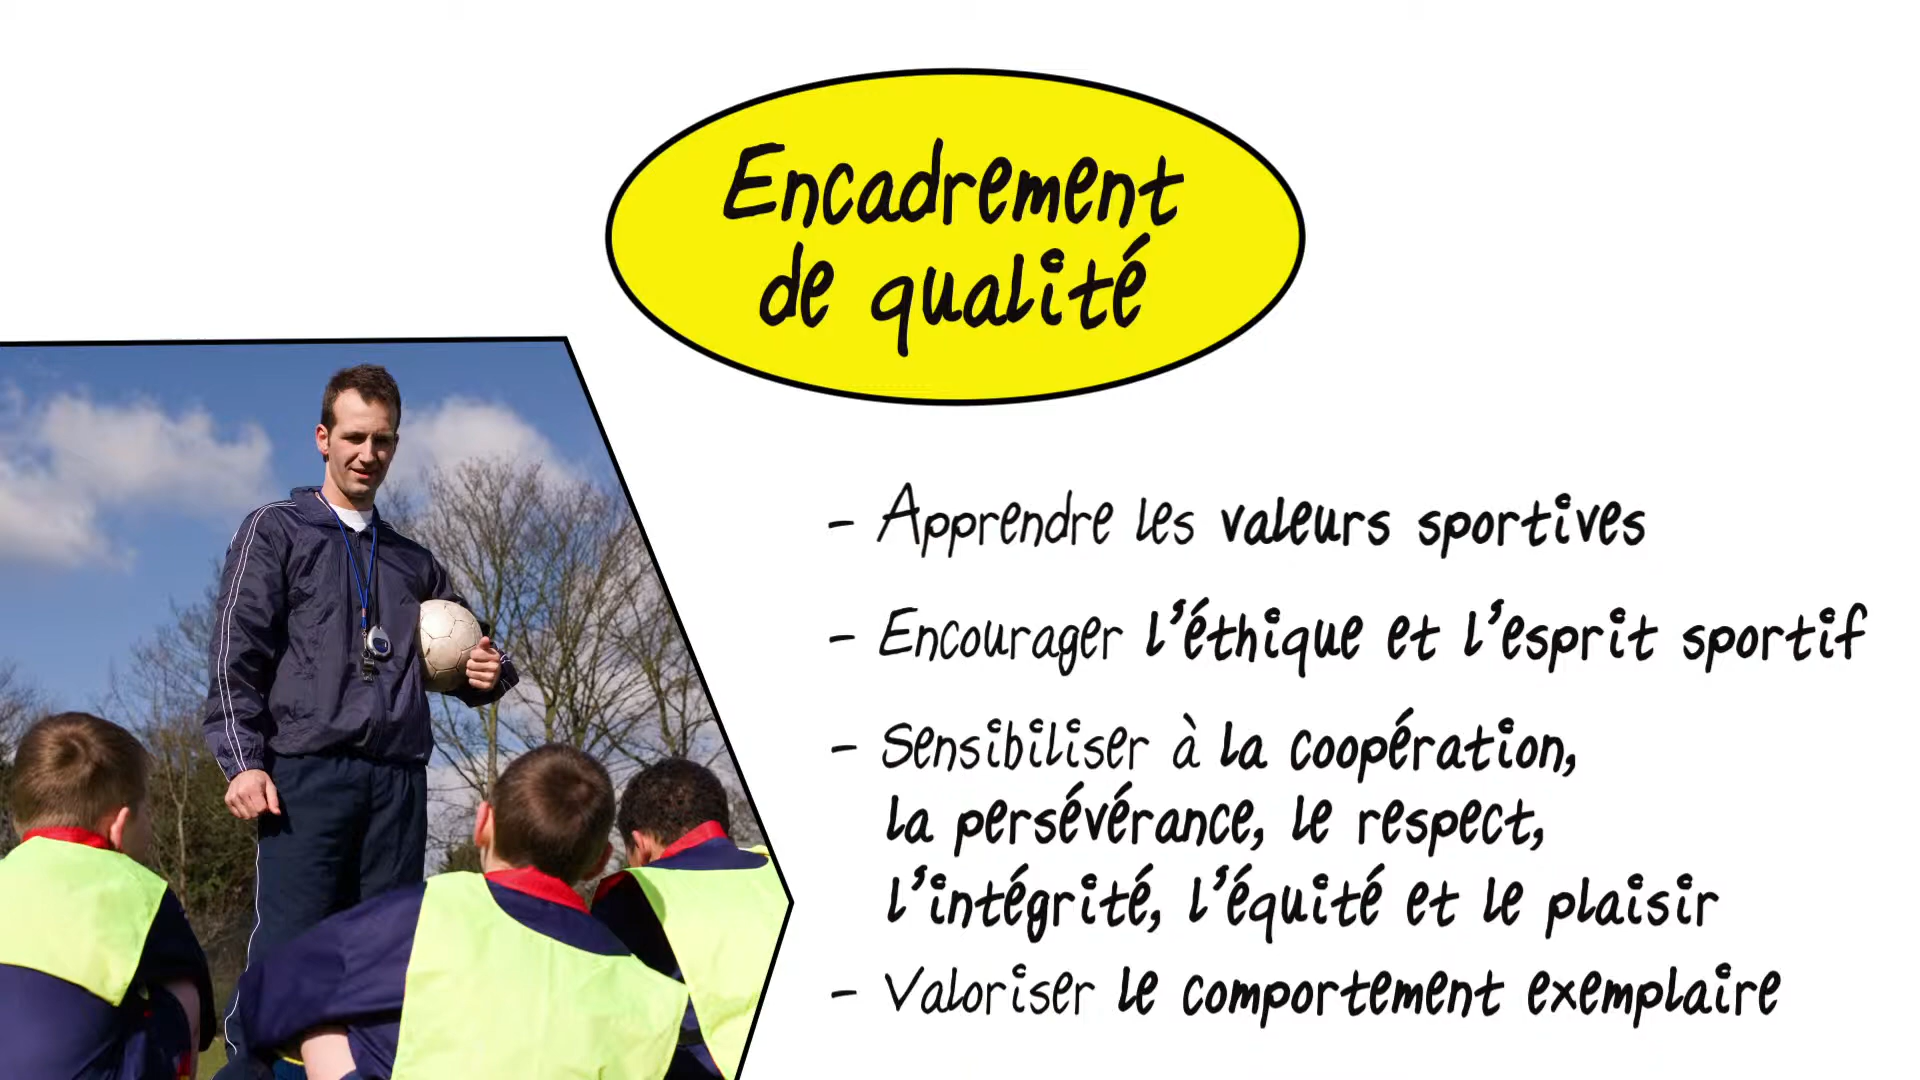 Encadrement
de qualité
- Apprendre les valeurs sportives
- Encourager l'éthique et l'esprit sportif
- Sensibiliser à la coopération,
la persévérance, le respect,
l'intégrité, l'équité et le plaisir
- Valoriser le comportement exemplaire